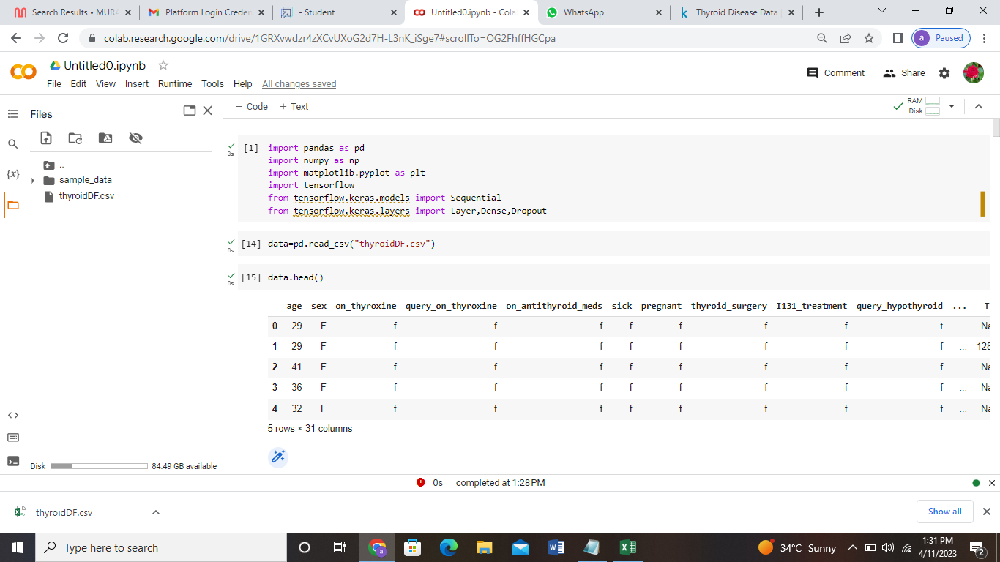 Search Results • MURA
Platform Login Creden
- Student
Untitled0.ipynb - Cola
WhatsApp
Thyroid Disease Data |
colab.research.google.com/drive/1GRXvwdzr4zXCvUXoG2d7H-L3nK_iSge7#scrollTo=OG2FhffHGCpa
a Paused
Untitled0.ipynb
File Edit View Insert Runtime Tools Help All changes saved
Comment Share
Files
+ Code + Text
RAM
Disk
..
sample_data
thyroidDF.csv
{x}
3s
[1] import pandas as pd
import numpy as np
import matplotlib.pyplot as plt
import tensorflow
from tensorflow.keras.models import Sequential
from tensorflow.keras.layers import Layer,Dense,Dropout
0s
[14] data=pd.read_csv("thyroidDF.csv")
0s
[15] data.head()
age sex on_thyroxine query_on_thyroxine on_antithyroid_meds sick pregnant thyroid_surgery I131_treatment query_hypothyroid ... T
0 29 F f f f f f f f t ... Na
1 29 F f f f f f f f f ... 128
2 41 F f f f f f f f f ... Na
3 36 F f f f f f f f f ... Na
4 32 F f f f f f f f f ... Na
5 rows × 31 columns
Disk 84.49 GB available
0s completed at 1:28 PM
thyroidDF.csv
Show all
Type here to search
34°C Sunny
1:31 PM
4/11/2023
2